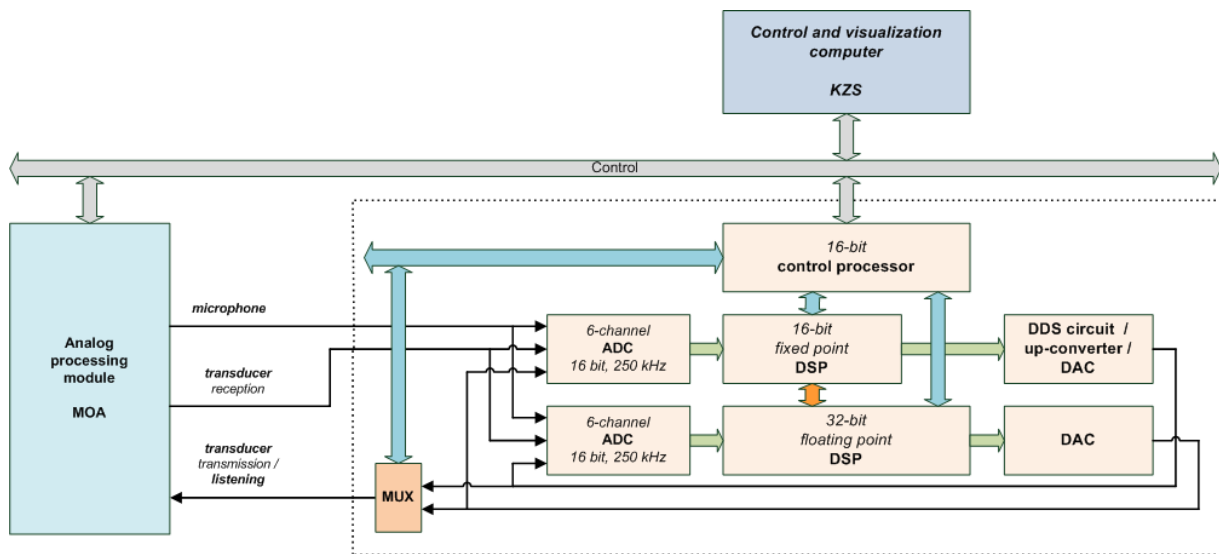 Control and visualization
computer
KZS
Control
Analog
processing
module
MOA
microphone
transducer
reception
transducer
transmission /
listening
MUX
16-bit
control processor
6-channel
ADC
16 bit, 250 kHz
16-bit
fixed point
DSP
DDS circuit /
up-converter /
DAC
6-channel
ADC
16 bit, 250 kHz
32-bit
floating point
DSP
DAC